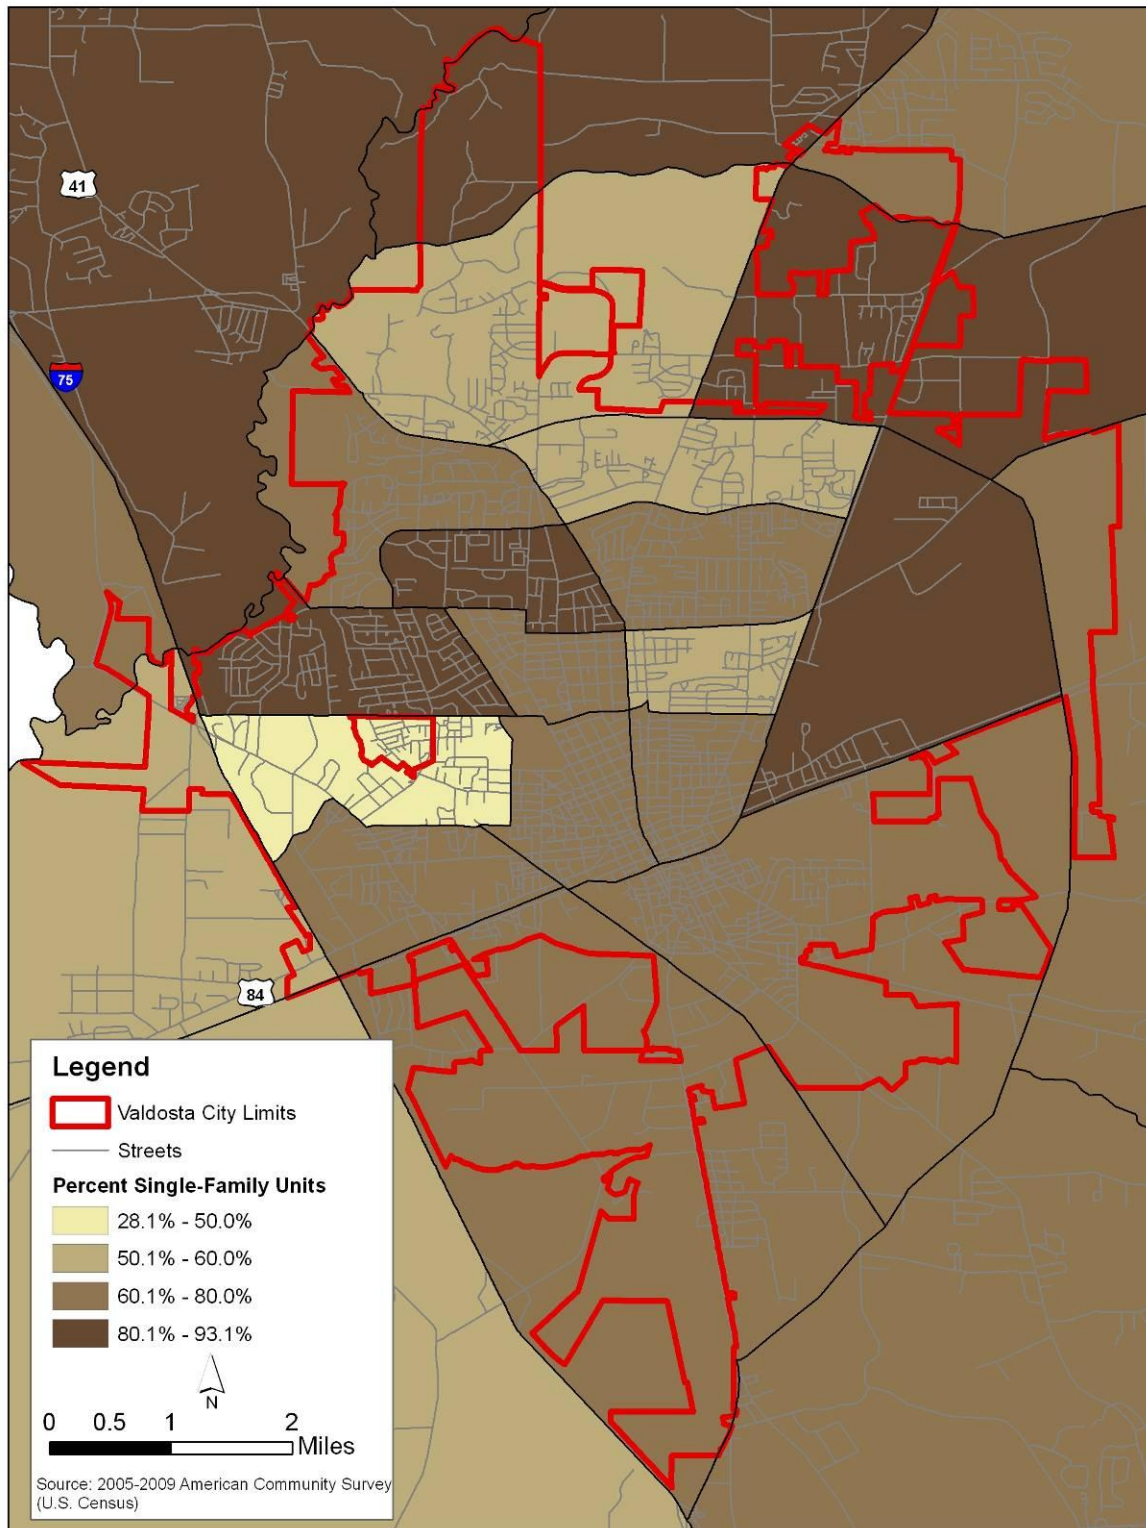 41
75
84
Legend
Valdosta City Limits
Streets
Percent Single-Family Units
28.1% - 50.0%
50.1% - 60.0%
60.1% - 80.0%
80.1% - 93.1%
N
0 0.5 1 2
Miles
Source: 2005-2009 American Community Survey
(U.S. Census)